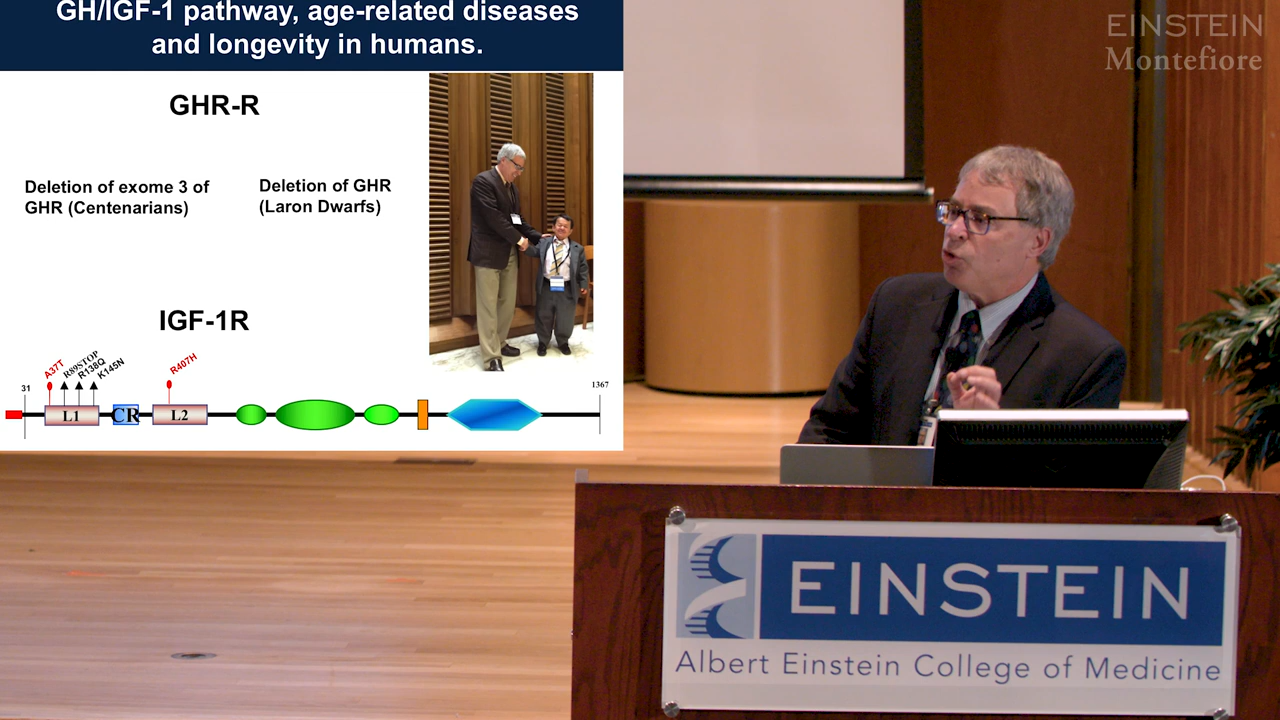 GH/IGF-1 pathway, age-related diseases
and longevity in humans.
GHR-R
Deletion of exome 3 of
GHR (Centenarians)
Deletion of GHR
(Laron Dwarfs)
IGF-1R
A37T
R89STOP
R138Q
K145N
R407H
31
1367
L1
CR
L2
EINSTEIN
Montefiore
EINSTEIN
Albert Einstein College of Medicine